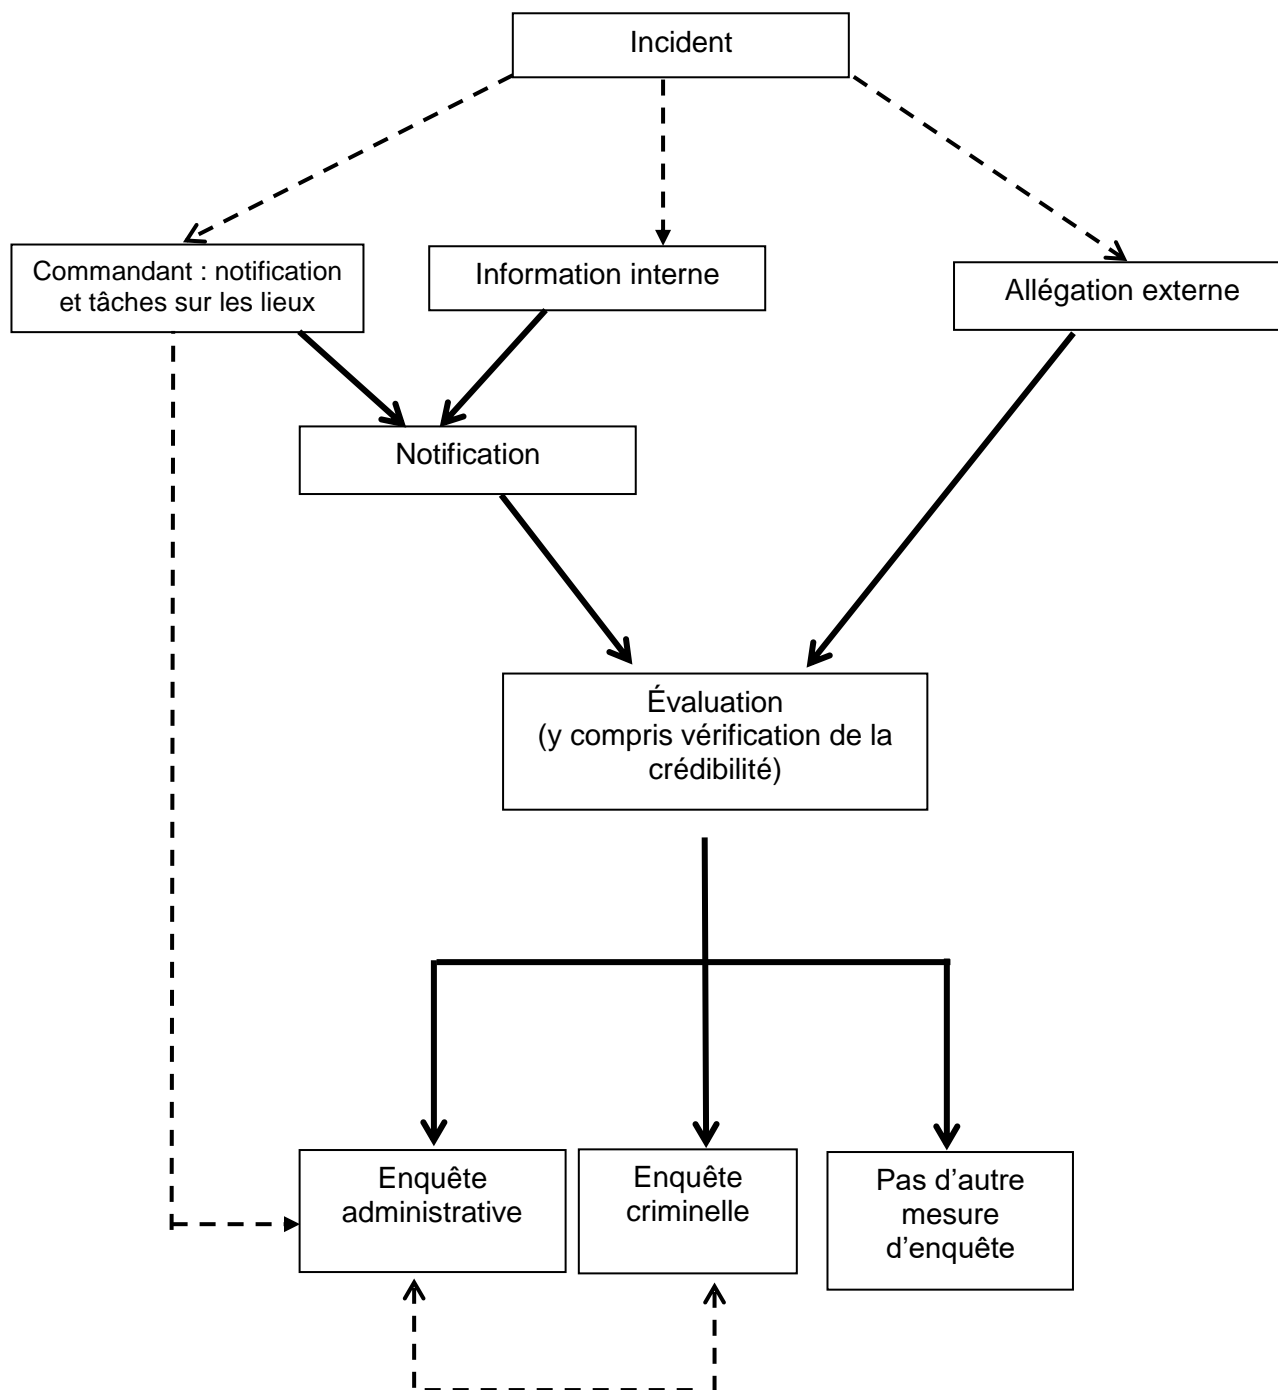 Incident
Commandant : notification
et tâches sur les lieux
Information interne
Allégation externe
Notification
Évaluation
(y compris vérification de la
crédibilité)
Enquête
administrative
Enquête
criminelle
Pas d’autre
mesure
d’enquête